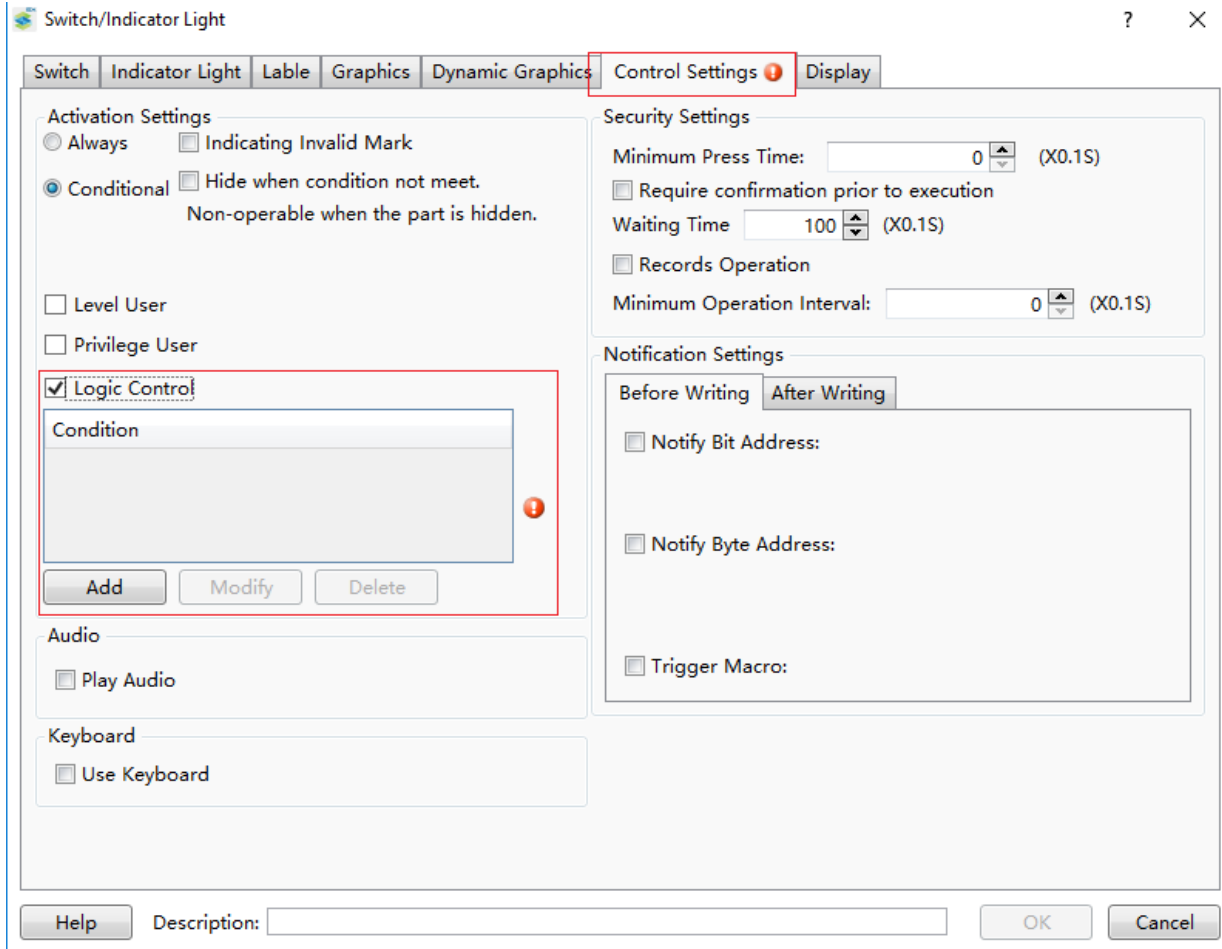 Switch/Indicator Light
?
Switch
Indicator Light
Lable
Graphics
Dynamic Graphics
Control Settings
Display
Activation Settings
Always
Indicating Invalid Mark
Conditional
Hide when condition not meet.
Non-operable when the part is hidden.
Level User
Privilege User
Logic Control
Condition
Add
Modify
Delete
Audio
Play Audio
Keyboard
Use Keyboard
Security Settings
Minimum Press Time: 0 (X0.1S)
Require confirmation prior to execution
Waiting Time 100 (X0.1S)
Records Operation
Minimum Operation Interval: 0 (X0.1S)
Notification Settings
Before Writing
After Writing
Notify Bit Address:
Notify Byte Address:
Trigger Macro:
Help
Description:
OK
Cancel